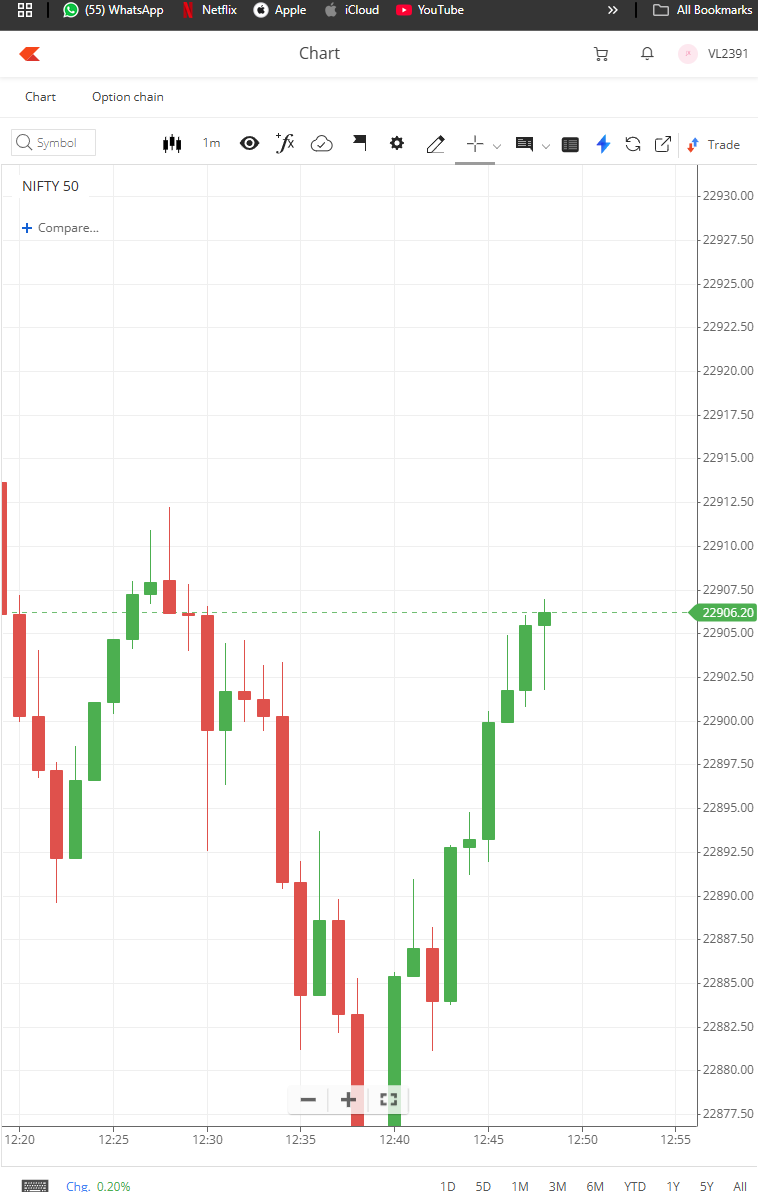 (55) WhatsApp Netflix Apple iCloud YouTube » All Bookmarks
Chart VL2391
Chart Option chain
Symbol 1m Trade
NIFTY 50
Compare...
22930.00
22927.50
22925.00
22922.50
22920.00
22917.50
22915.00
22912.50
22910.00
22907.50
22906.20
22905.00
22902.50
22900.00
22897.50
22895.00
22892.50
22890.00
22887.50
22885.00
22882.50
22880.00
22877.50
12:20 12:25 12:30 12:35 12:40 12:45 12:50 12:55
Chg. 0.20% 1D 5D 1M 3M 6M YTD 1Y 5Y All